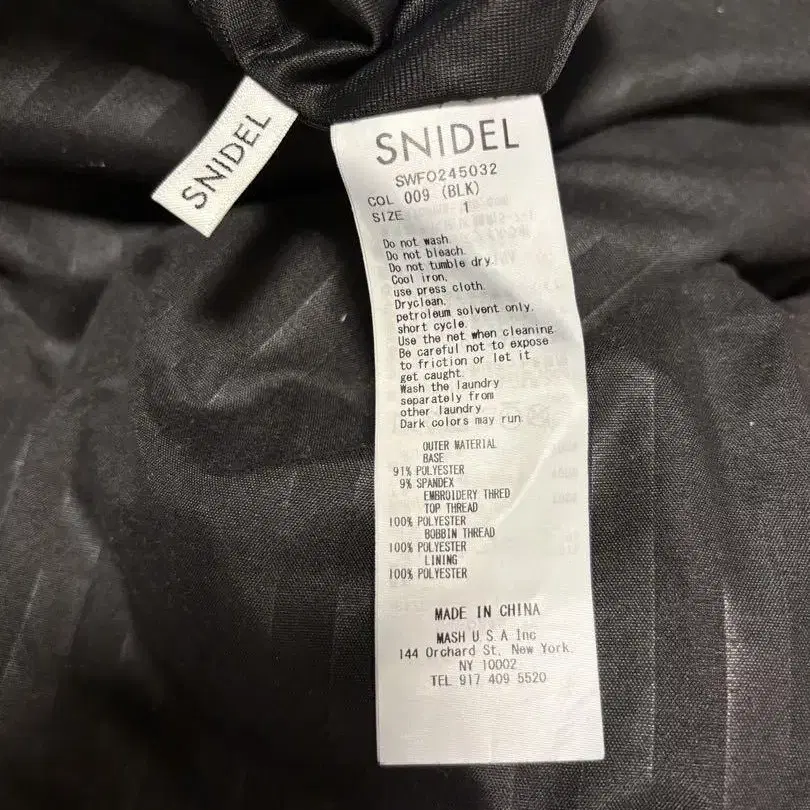 SNIDEL
SNIDEL
SWFO245032
COL 009 (BLK)
SIZE 1
Do not wash.
Do not bleach.
Do not tumble dry.
Cool iron.
use press cloth.
Dryclean.
petroleum solvent only.
short cycle.
Use the net when cleaning.
Be careful not to expose
to friction or let it
get caught.
Wash the laundry
separately from
other laundry
Dark colors may run.
OUTER MATERIAL
BASE
91% POLYESTER
9% SPANDEX
EMBROIDERY THRED
TOP THREAD
100% POLYESTER
BOBBIN THREAD
100% POLYESTER
LINING
100% POLYESTER
MADE IN CHINA
MASH U.S.A Inc
144 Orchard St, New York,
NY 10002
TEL 917 409 5520